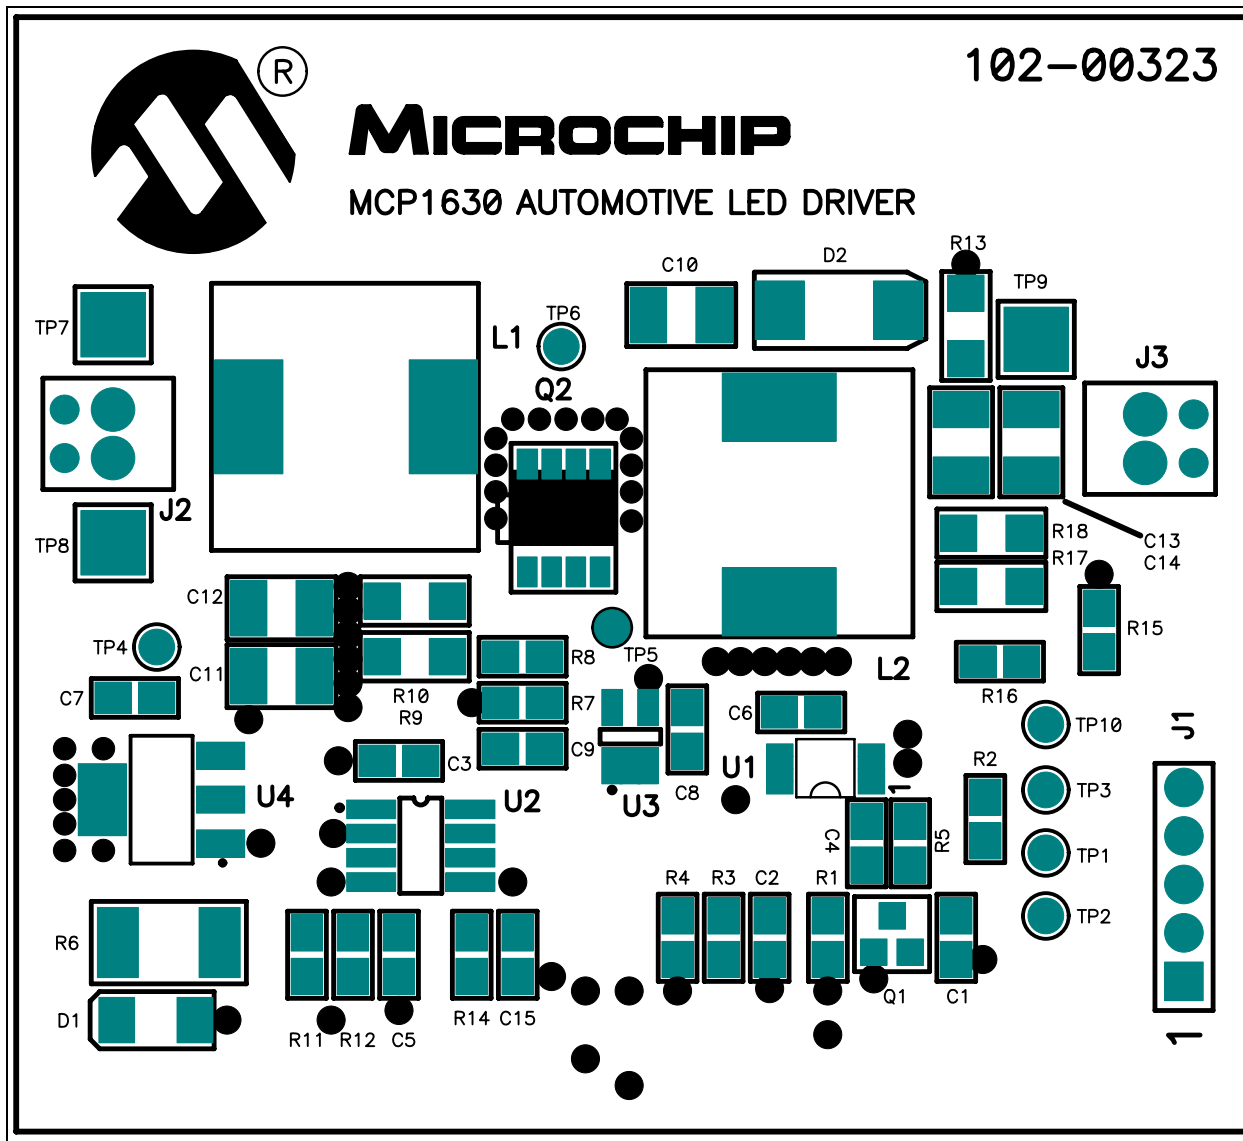 ®
102-00323
MICROCHIP
MCP1630 AUTOMOTIVE LED DRIVER
R13
C10
D2
TP9
TP6
TP7
L1
J3
Q2
J2
R18
C13
TP8
R17
C14
C12
R15
TP4
R8
TP5
C11
L2
C7
R10
R16
R7
R9
C6
TP10
J1
C9
C3
U1
R2
U4
U2
U3
C8
1
TP3
C4
R5
TP1
R4
R3
C2
R1
TP2
R6
Q1
C1
D1
R11
R12
C5
R14
C15
1